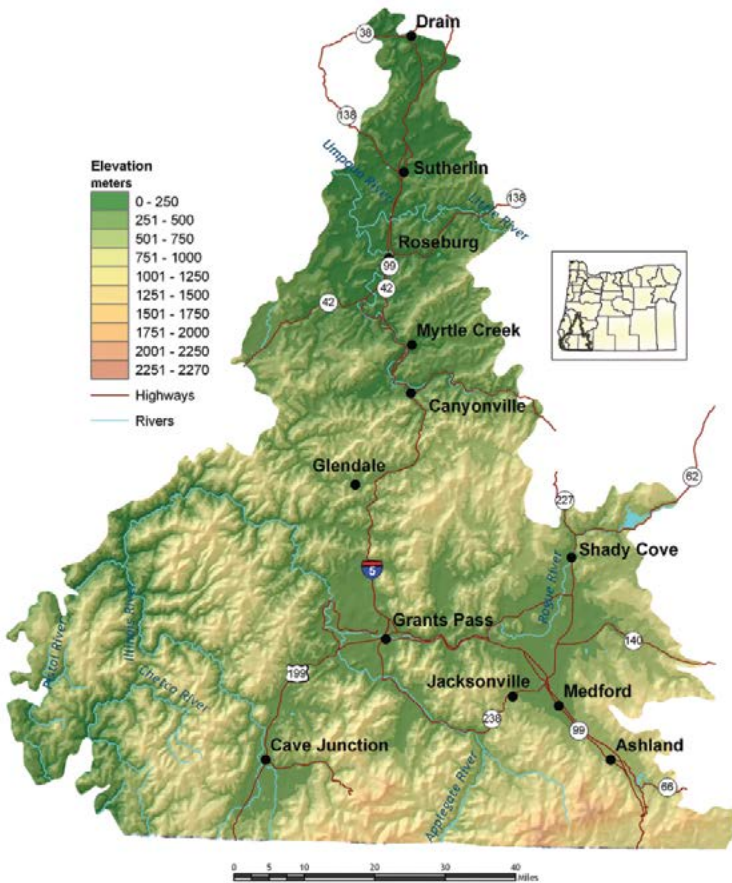 Drain
38
138
Sutherlin
Umpqua River
Little River
138
Elevation
meters
0 - 250
251 - 500
501 - 750
751 - 1000
1001 - 1250
1251 - 1500
1501 - 1750
1751 - 2000
2001 - 2250
2251 - 2270
Highways
Rivers
Roseburg
99
42
42
Myrtle Creek
Canyonville
Glendale
62
227
Shady Cove
5
Rogue River
Grants Pass
140
Illinois River
Pistol River
Chetco River
199
Jacksonville
Medford
238
99
Cave Junction
Ashland
Applegate River
66
0 5 10 20 30 40
Miles